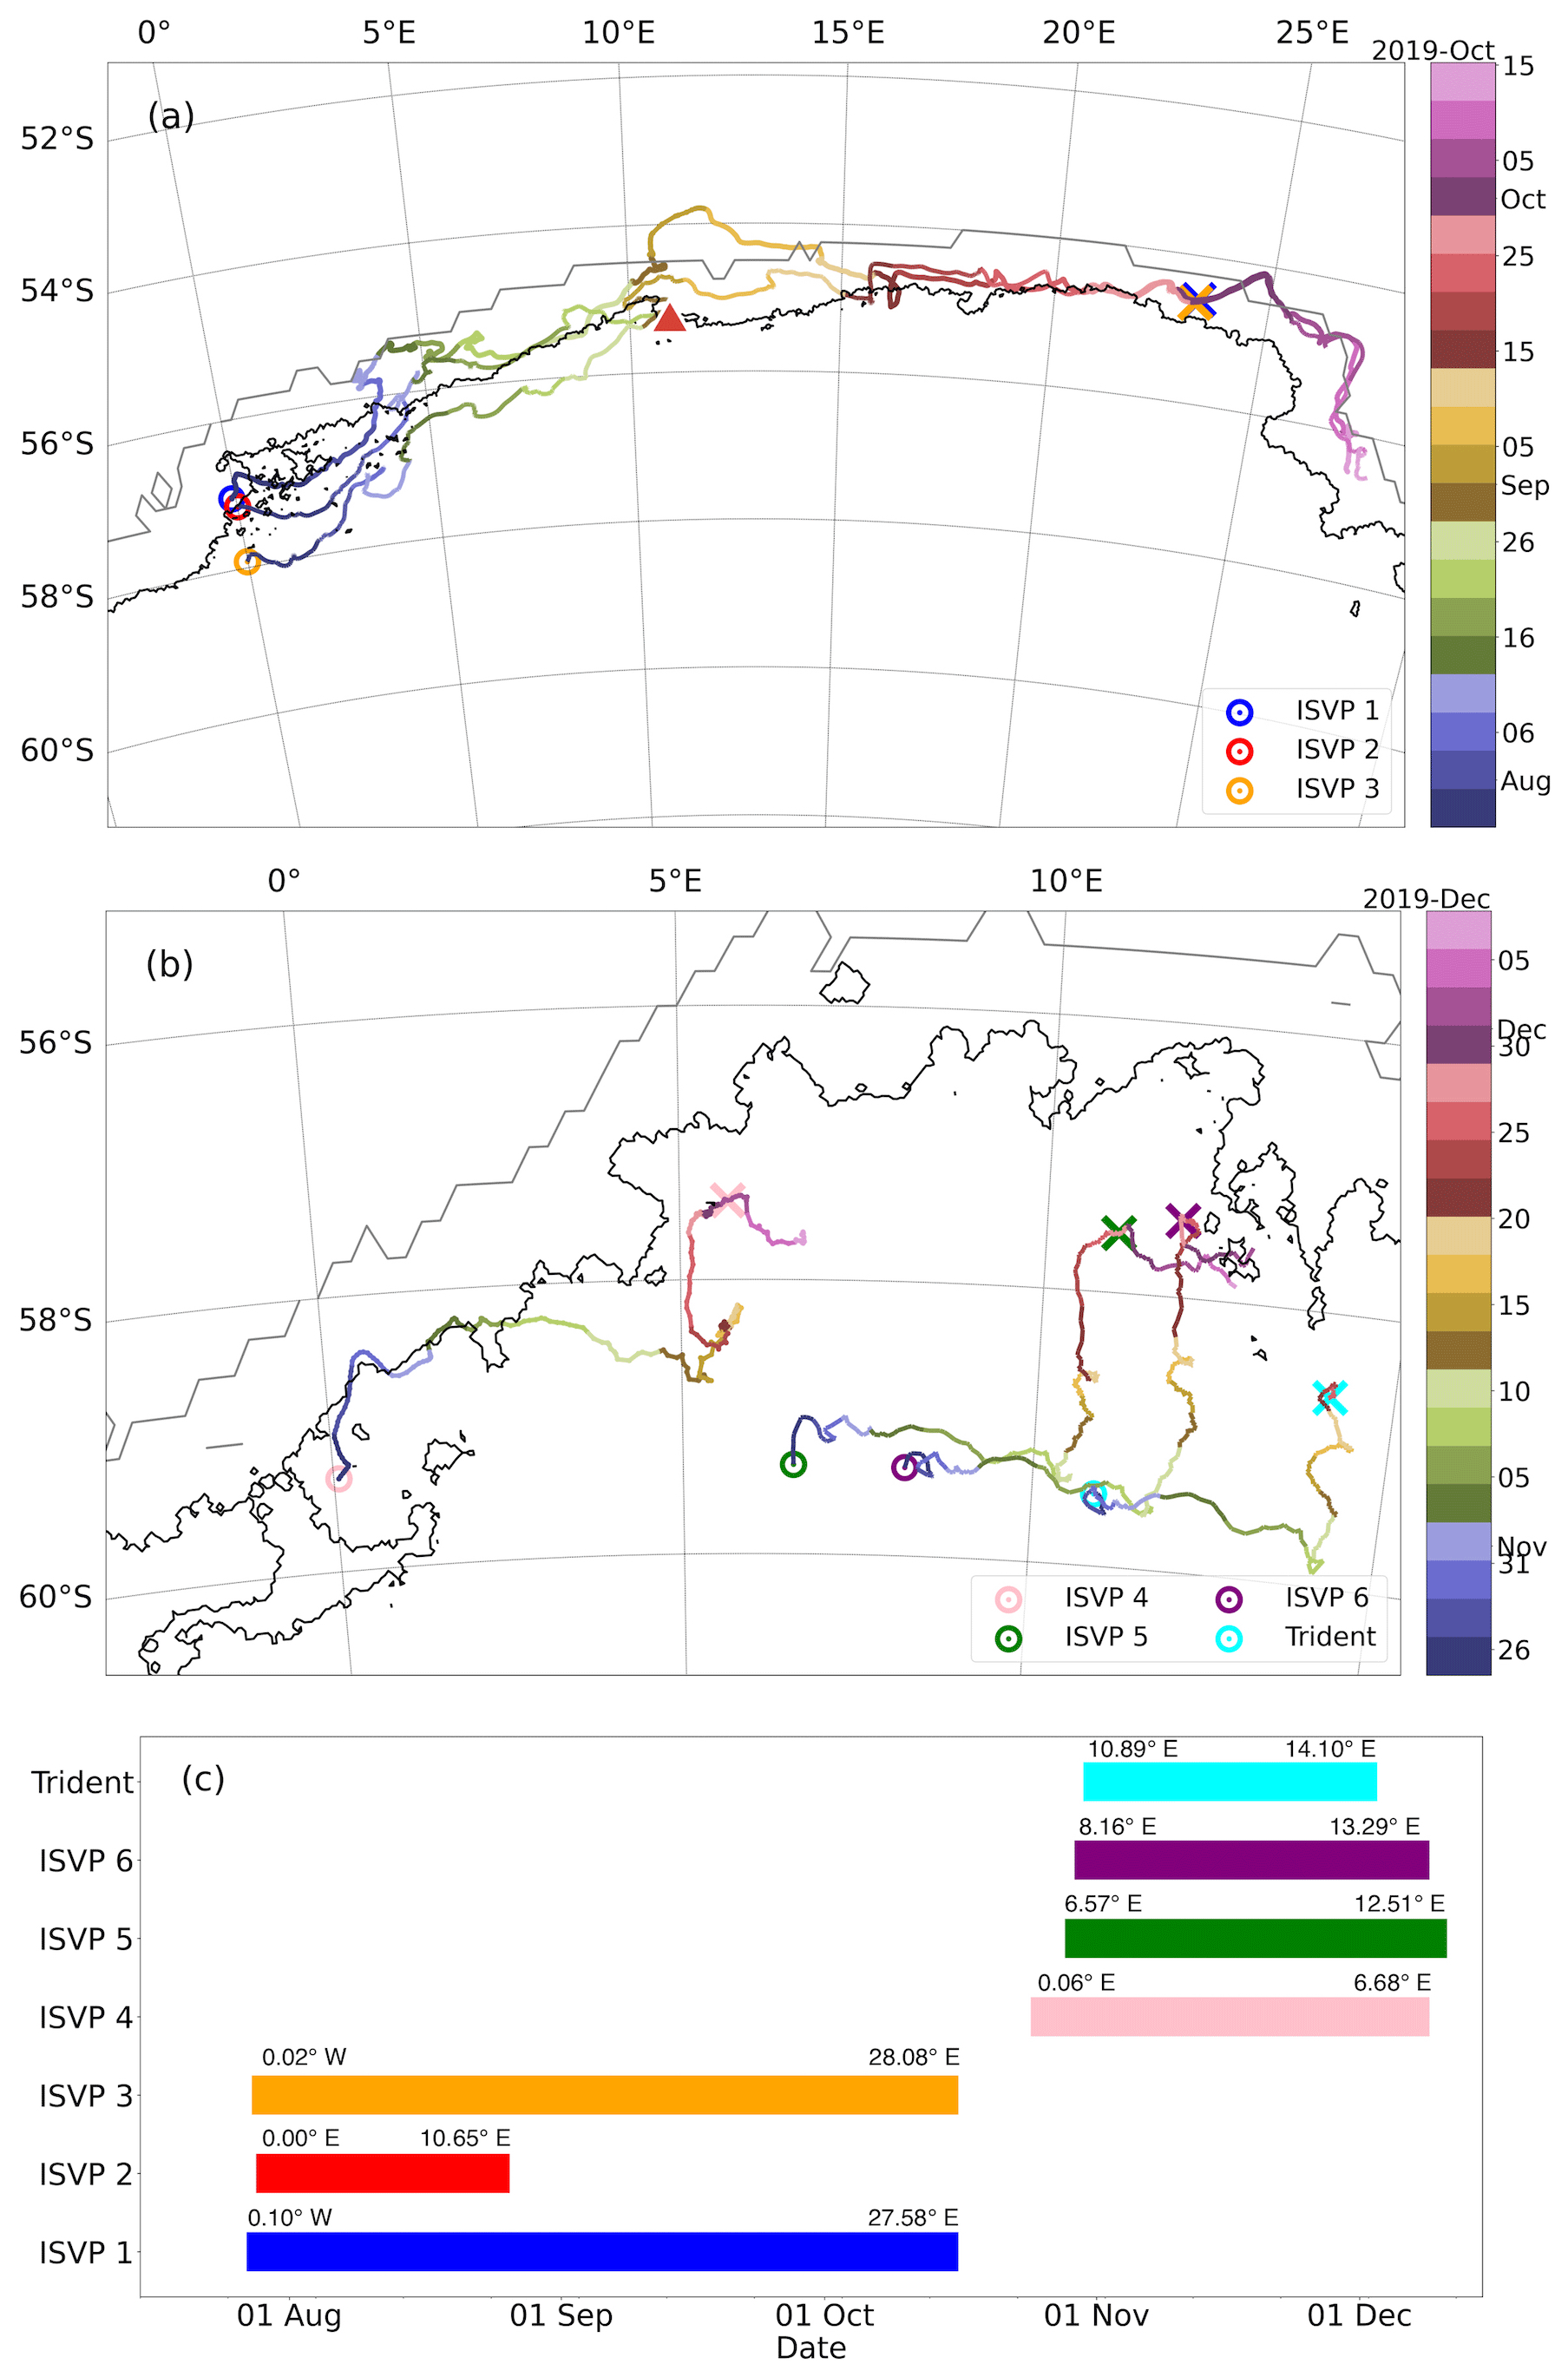 0° 5°E 10°E 15°E 20°E 25°E
2019-Oct
(a)
52°S
54°S
56°S
58°S
60°S
15
05
Oct
25
15
05
Sep
26
16
06
Aug
ISVP 1
ISVP 2
ISVP 3
0° 5°E 10°E
2019-Dec
(b)
56°S
58°S
60°S
05
Dec
30
25
20
15
10
05
Nov
31
26
ISVP 4 ISVP 6
ISVP 5 Trident
(c)
10.89° E 14.10° E
Trident
8.16° E 13.29° E
ISVP 6
6.57° E 12.51° E
ISVP 5
0.06° E 6.68° E
ISVP 4
0.02° W 28.08° E
ISVP 3
0.00° E 10.65° E
ISVP 2
0.10° W 27.58° E
ISVP 1
01 Aug 01 Sep 01 Oct 01 Nov 01 Dec
Date